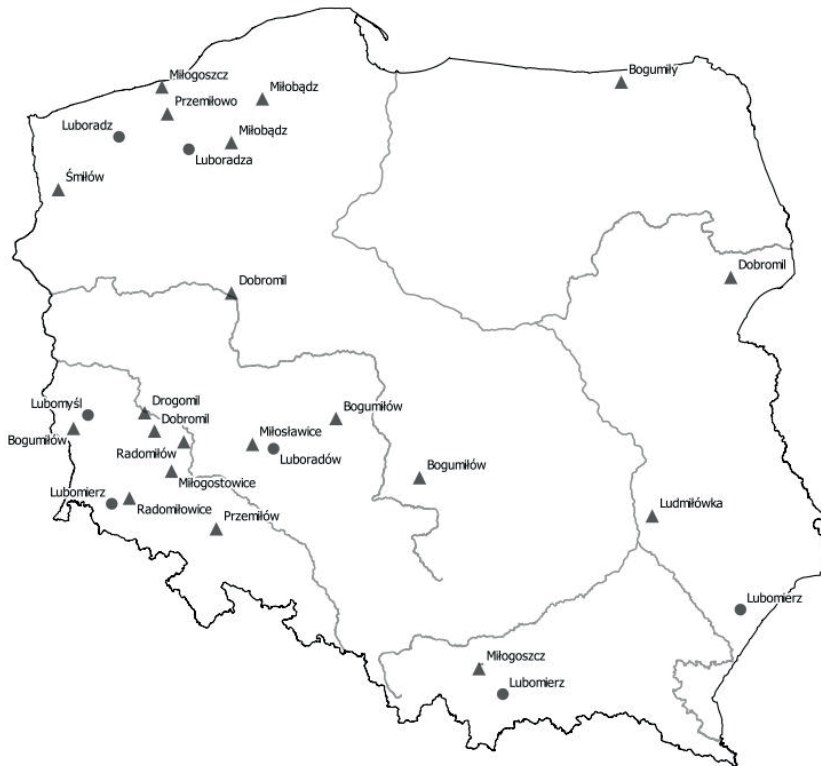 Miłogoszcz
Bogumiły
Miłobądz
Przemiłowo
Luboradz
Miłobądz
Luboradza
Śmiłów
Dobromil
Dobromil
Lubomyśl
Drogomil
Bogumiłów
Dobromil
Bogumiłów
Miłosławice
Radomiłów
Luboradów
Miłogostowice
Bogumiłów
Lubomierz
Radomiłowice
Przemiłów
Ludmiłówka
Lubomierz
Miłogoszcz
Lubomierz